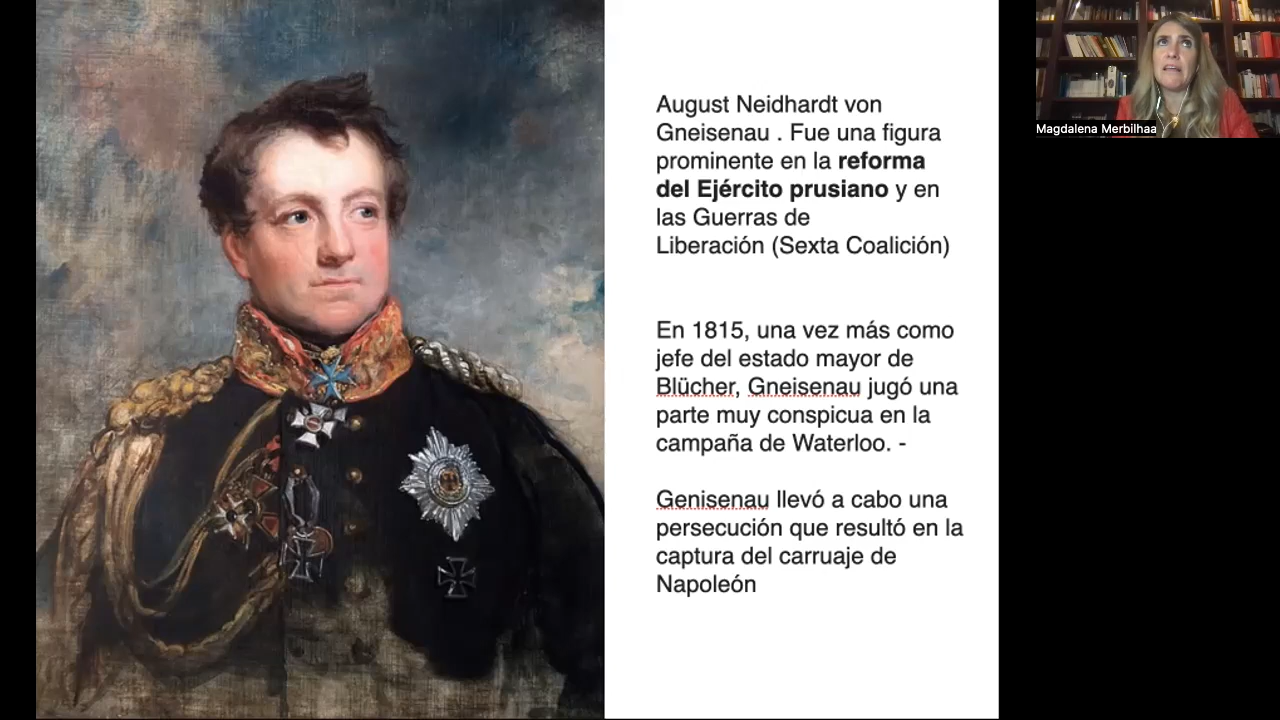 August Neidhardt von
Gneisenau . Fue una figura
prominente en la reforma
del Ejército prusiano y en
las Guerras de
Liberación (Sexta Coalición)
En 1815, una vez más como
jefe del estado mayor de
Blücher, Gneisenau jugó una
parte muy conspicua en la
campaña de Waterloo. -
Genisenau llevó a cabo una
persecución que resultó en la
captura del carruaje de
Napoleón
Magdalena Merbilhaa